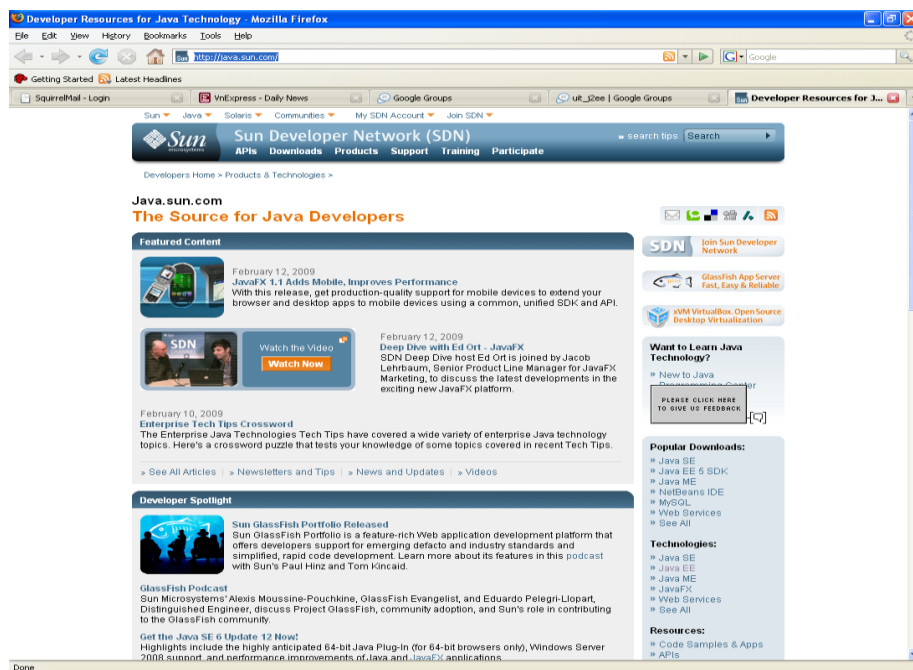 Developer Resources for Java Technology - Mozilla Firefox
File Edit View History Bookmarks Tools Help
http://java.sun.com/
Google
Getting Started Latest Headlines
SquirrelMail - Login
VnExpress - Daily News
Google Groups
uit_j2ee | Google Groups
Developer Resources for J...
Sun Java Solaris Communities My SDN Account Join SDN
Sun
microsystems
Sun Developer Network (SDN)
APIs Downloads Products Support Training Participate
» search tips Search
Developers Home > Products & Technologies >
Java.sun.com
The Source for Java Developers
Featured Content
February 12, 2009
JavaFX 1.1 Adds Mobile, Improves Performance
With this release, get production-quality support for mobile devices to extend your
browser and desktop apps to mobile devices using a common, unified SDK and API.
SDN
Watch the Video
Watch Now
February 12, 2009
Deep Dive with Ed Ort - JavaFX
SDN Deep Dive host Ed Ort is joined by Jacob
Lehrbaum, Senior Product Line Manager for JavaFX
Marketing, to discuss the latest developments in the
exciting new JavaFX platform.
February 10, 2009
Enterprise Tech Tips Crossword
The Enterprise Java Technologies Tech Tips have covered a wide variety of enterprise Java technology
topics. Here's a crossword puzzle that tests your knowledge of some topics covered in recent Tech Tips.
» See All Articles | » Newsletters and Tips | » News and Updates | » Videos
Developer Spotlight
Sun GlassFish Portfolio Released
Sun GlassFish Portfolio is a feature-rich Web application development platform that
offers developers support for emerging defacto and industry standards and
simplified, rapid code development. Learn more about its features in this podcast
with Sun's Paul Hinz and Tom Kincaid.
GlassFish Podcast
Sun Microsystems' Alexis Moussine-Pouchkine, GlassFish Evangelist, and Eduardo Pelegri-Llopart,
Distinguished Engineer, discuss Project GlassFish, community adoption, and Sun's role in contributing
to the GlassFish community.
Get the Java SE 6 Update 12 Now!
Highlights include the highly anticipated 64-bit Java Plug-In (for 64-bit browsers only), Windows Server
2008 support, and performance improvements of Java and JavaFX applications.
SDN
Join Sun Developer
Network
GlassFish App Server
Fast, Easy & Reliable
xVM VirtualBox. Open Source
Desktop Virtualization
Want to Learn Java
Technology?
» New to Java
Programming Center
PLEASE CLICK HERE
TO GIVE US FEEDBACK
Popular Downloads:
» Java SE
» Java EE 5 SDK
» Java ME
» NetBeans IDE
» MySQL
» Web Services
» See All
Technologies:
» Java SE
» Java EE
» Java ME
» JavaFX
» Web Services
» See All
Resources:
» Code Samples & Apps
» APIs
Done